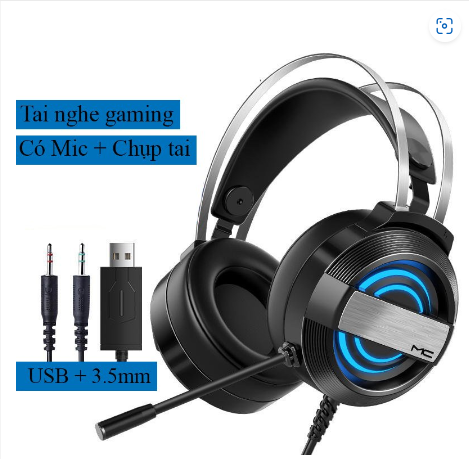 Tai nghe gaming
Có Mic + Chụp tai
USB + 3.5mm
MC